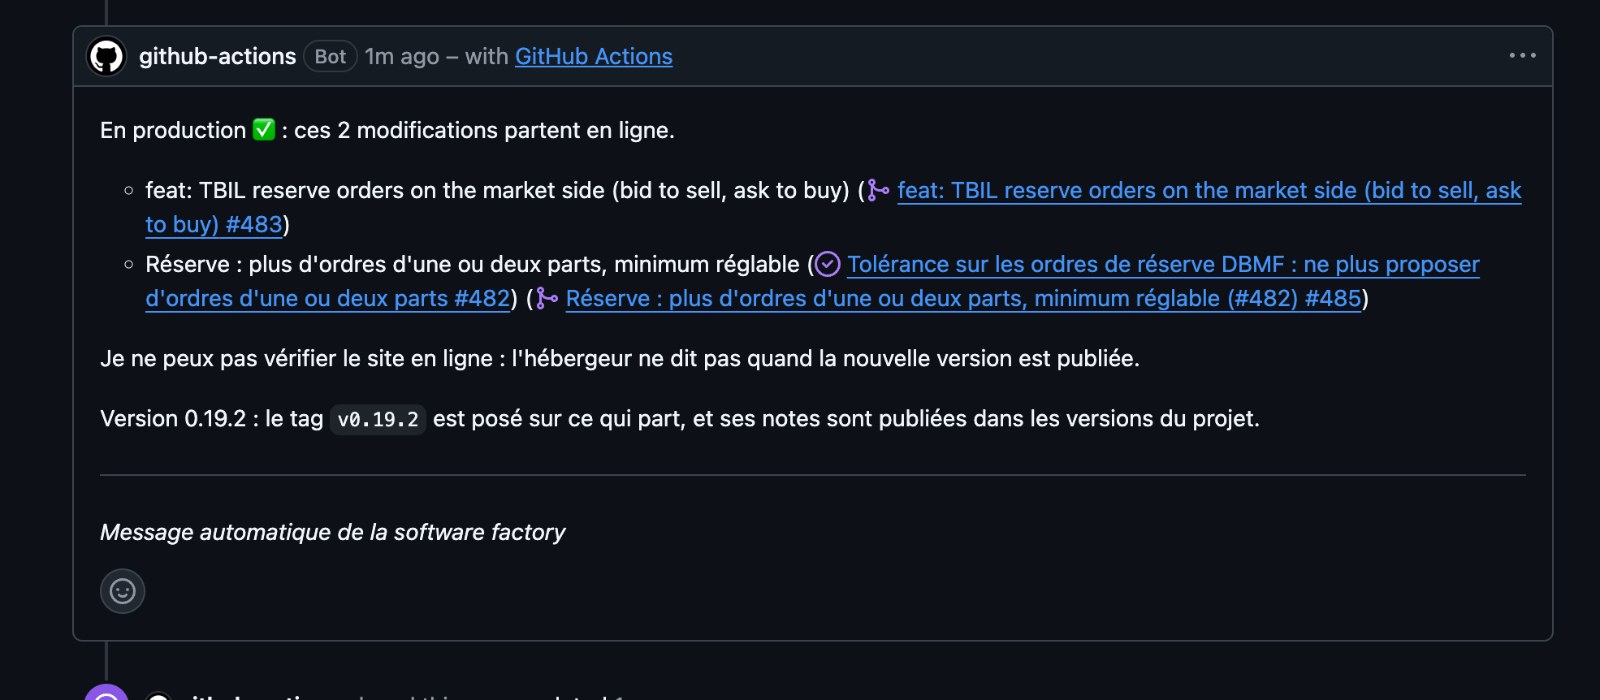 github-actions Bot 1m ago – with GitHub Actions
En production ✅ : ces 2 modifications partent en ligne.
feat: TBIL reserve orders on the market side (bid to sell, ask to buy) (feat: TBIL reserve orders on the market side (bid to sell, ask
to buy) #483)
Réserve : plus d'ordres d'une ou deux parts, minimum réglable (Tolérance sur les ordres de réserve DBMF : ne plus proposer
d'ordres d'une ou deux parts #482) (Réserve : plus d'ordres d'une ou deux parts, minimum réglable (#482) #485)
Je ne peux pas vérifier le site en ligne : l'hébergeur ne dit pas quand la nouvelle version est publiée.
Version 0.19.2 : le tag v0.19.2 est posé sur ce qui part, et ses notes sont publiées dans les versions du projet.
Message automatique de la software factory